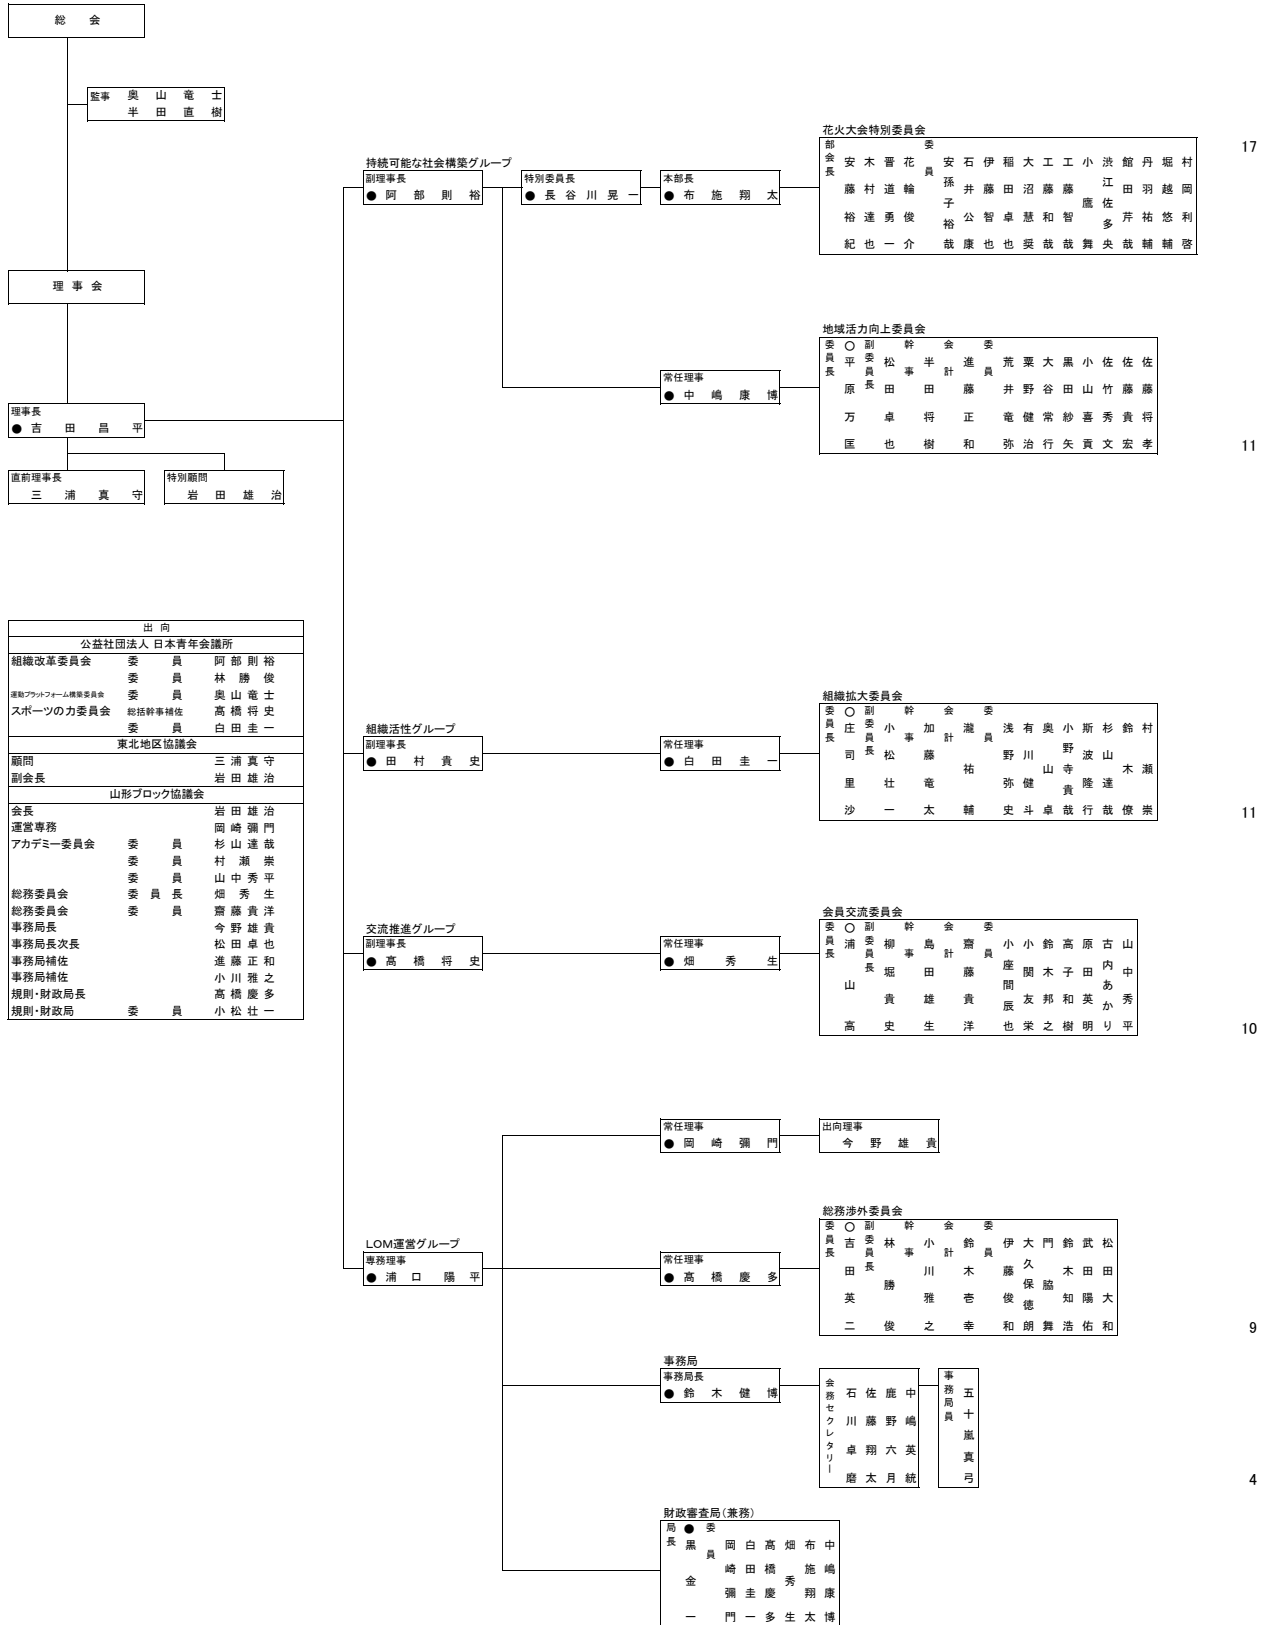 総　会
監事　奥山竜士
半田直樹
理 事 会
理事長
● 吉田昌平
直前理事長
三浦真守
特別顧問
岩田雄治
持続可能な社会構築グループ
副理事長
● 阿部則裕
特別委員長
● 長谷川晃一
本部長
● 布施翔太
花火大会特別委員会
部会長
安藤裕紀
木村達也
晋道勇一
花輪俊介
委員
安孫子裕哉
石井公康
伊藤智也
稲田卓也
大沼慧奨
工藤和哉
工藤智哉
小鷹舞
渋江佐多央
館田芹哉
丹羽祐輔
堀越悠輔
村岡利啓
17
常任理事
● 中嶋康博
地域活力向上委員会
委員長
○平原万匡
副委員長
松田卓也
幹事
半田将樹
会計
進藤正和
委員
荒井竜弥
粟野健治
大谷常行
黒田紗矢
小山喜貢
佐竹秀文
佐藤貴宏
佐藤将孝
11
出 向
公益社団法人 日本青年会議所
組織改革委員会　委員　阿部則裕
委員　林勝俊
運動プラットフォーム構築委員会　委員　奥山竜士
スポーツの力委員会　総括幹事補佐　髙橋将史
委員　白田圭一
東北地区協議会
顧問　三浦真守
副会長　岩田雄治
山形ブロック協議会
会長　岩田雄治
運営専務　岡崎彌門
アカデミー委員会　委員　杉山達哉
委員　村瀬崇
委員　山中秀平
総務委員会　委員長　畑秀生
総務委員会　委員　齋藤貴洋
事務局長　今野雄貴
事務局長次長　松田卓也
事務局補佐　進藤正和
事務局補佐　小川雅之
規則・財政局長　髙橋慶多
規則・財政局　委員　小松壮一
組織活性グループ
副理事長
● 田村貴史
常任理事
● 白田圭一
組織拡大委員会
委員長
○庄司里沙
副委員長
小松壮一
幹事
加藤竜太
会計
瀧祐輔
委員
浅野弥史
有川健斗
奥山卓
小野寺貴哉
斯波隆行
杉山達哉
鈴木僚
村瀬崇
11
交流推進グループ
副理事長
● 髙橋将史
常任理事
● 畑秀生
会員交流委員会
委員長
○浦山高
副委員長
柳堀貴史
幹事
島田雄生
会計
齋藤貴洋
委員
小座間辰也
小関友栄
鈴木邦之
高子和樹
原田英明
古内あかり
山中秀平
10
LOM運営グループ
専務理事
● 浦口陽平
常任理事
● 岡崎彌門
出向理事
今野雄貴
常任理事
● 髙橋慶多
総務渉外委員会
委員長
○吉田英二
副委員長
林勝俊
幹事
小川雅之
会計
鈴木壱幸
委員
伊藤俊和
大久保徳朗
門脇舞
鈴木知浩
武田陽佑
松田大和
9
事務局
事務局長
● 鈴木健博
会務セクレタリー
石川卓磨
佐藤翔太
鹿野六月
中嶋英統
事務局員
五十嵐真弓
4
財政審査局(兼務)
局長
●黒金一
委員
岡崎彌門
白田圭一
髙橋慶多
畑秀生
布施翔太
中嶋康博